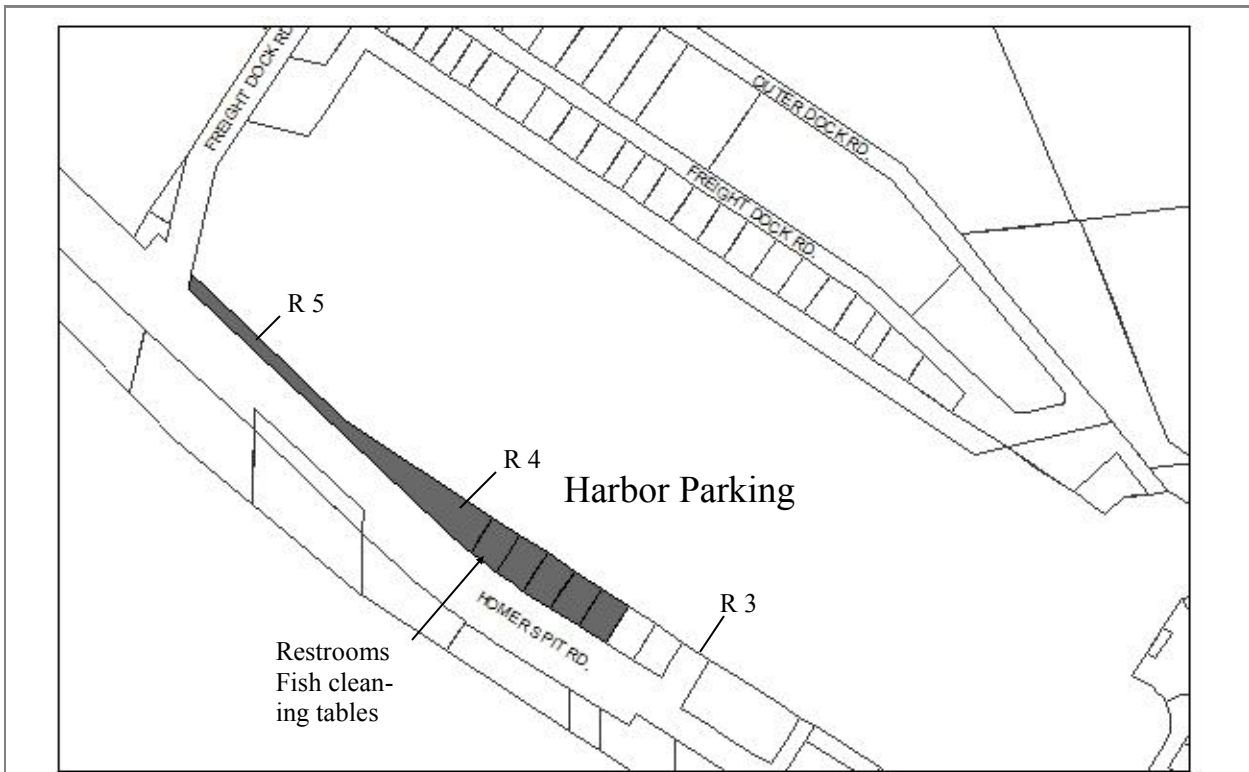 FREIGHT DOCK RD.
OUTER DOCK RD.
FREIGHT DOCK RD.
R 5
R 4
Harbor Parking
R 3
HOMER SPIT RD.
Restrooms
Fish clean-
ing tables